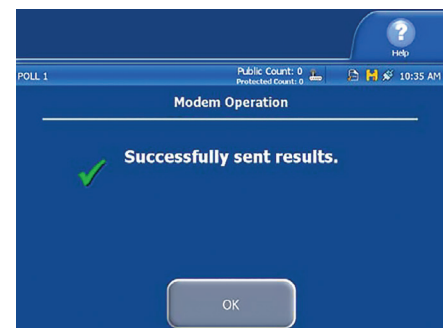 ?
Help
POLL 1
Public Count: 0
10:35 AM
Protected Count: 0
Modem Operation
Successfully sent results.
OK